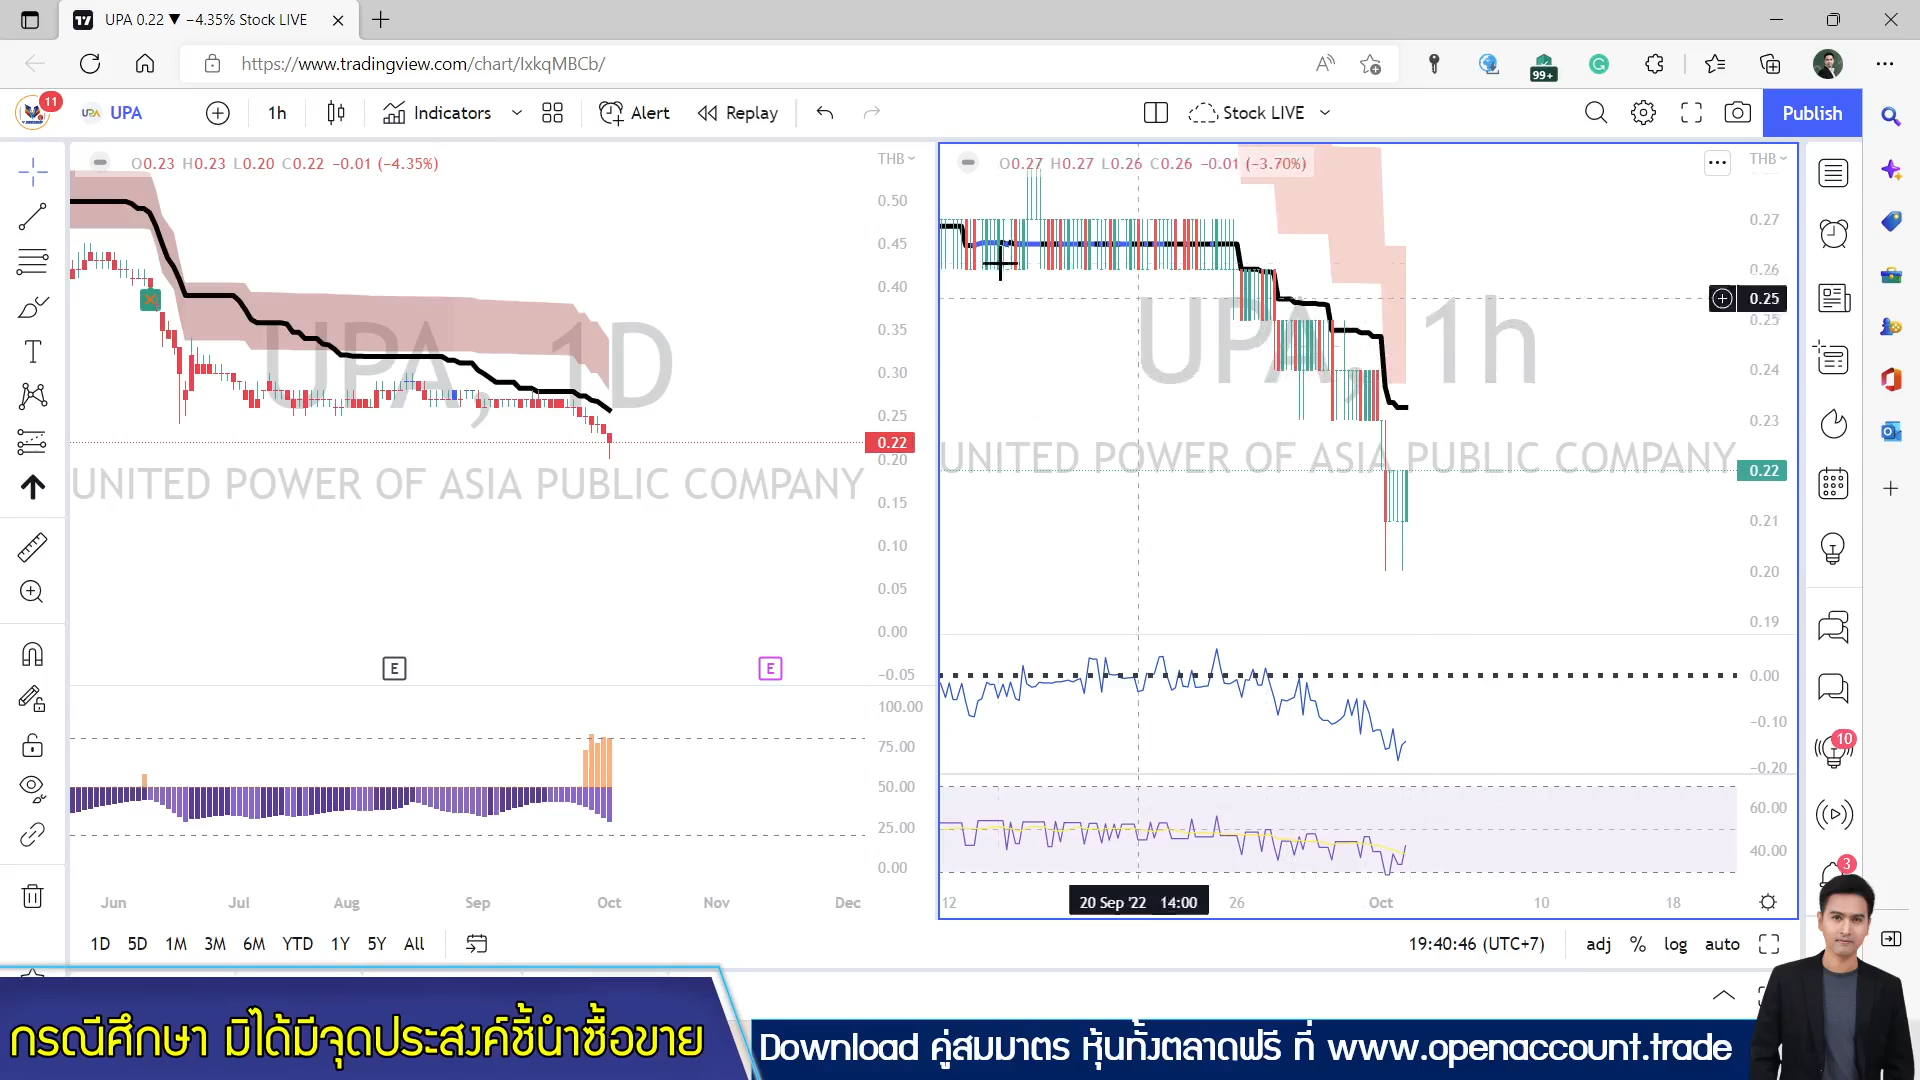 UPA 0.22 ▼ −4.35% Stock LIVE
https://www.tradingview.com/chart/IxkqMBCb/
99+
11
UPA
UPA
1h
Indicators
Alert
Replay
Stock LIVE
Publish
O0.23 H0.23 L0.20 C0.22 −0.01 (−4.35%)
THB
0.50
0.45
0.40
0.35
0.30
0.25
0.22
0.20
0.15
0.10
0.05
0.00
−0.05
100.00
75.00
50.00
25.00
0.00
UPA, 1D
UNITED POWER OF ASIA PUBLIC COMPANY
E
E
Jun
Jul
Aug
Sep
Oct
Nov
Dec
O0.27 H0.27 L0.26 C0.26 −0.01 (−3.70%)
THB
0.27
0.26
0.25
0.25
0.24
0.23
0.22
0.21
0.20
0.19
0.00
−0.10
−0.20
60.00
40.00
UPA, 1h
UNITED POWER OF ASIA PUBLIC COMPANY
12
20 Sep '22 14:00
26
Oct
10
18
10
3
1D
5D
1M
3M
6M
YTD
1Y
5Y
All
19:40:46 (UTC+7)
adj
%
log
auto
กรณีศึกษา มิได้มีจุดประสงค์ชี้นำซื้อขาย
Download คู่สมมาตร หุ้นทั้งตลาดฟรี ที่ www.openaccount.trade